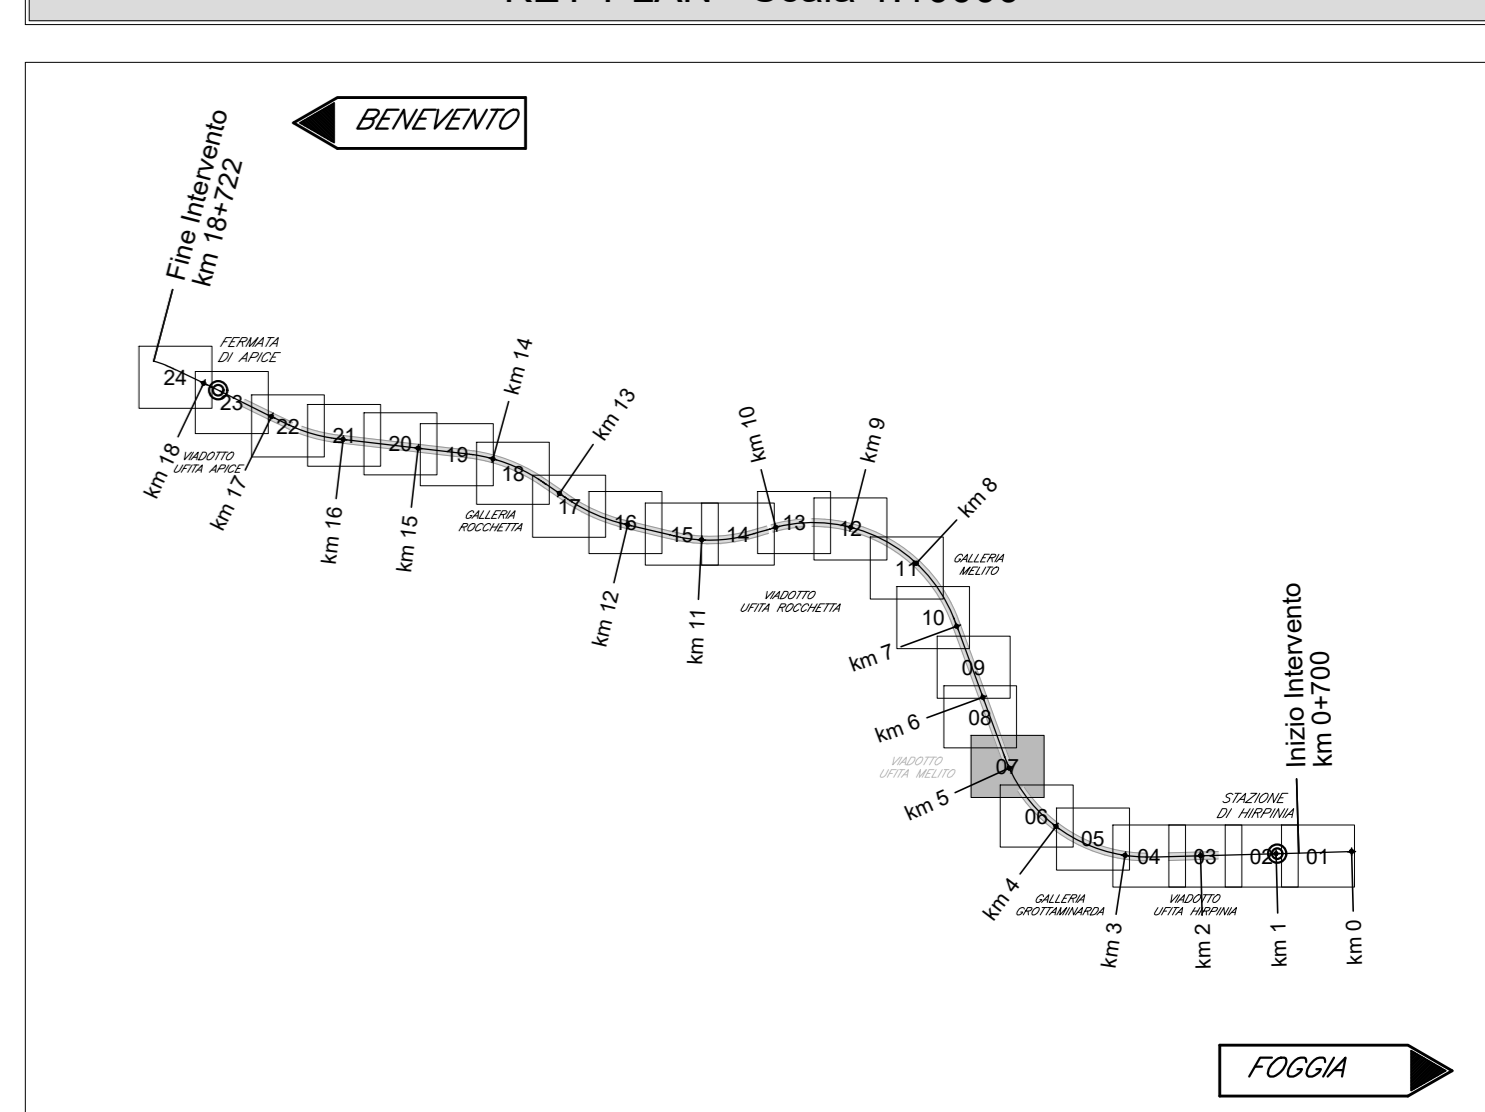 BENEVENTO
Fine Intervento
km 18+722
FERMATA
DI APICE
24
23
22
21
20
19
18
17
16
15
14
13
12
11
10
09
08
07
06
05
04
03
02
01
km 18
VIADOTTO
UFITA APICE
km 17
km 16
km 15
km 14
GALLERIA
ROCCHETTA
km 13
km 12
km 11
km 10
VIADOTTO
UFITA ROCCHETTA
km 9
km 8
GALLERIA
MELITO
km 7
km 6
VIADOTTO
UFITA MELITO
km 5
km 4
GALLERIA
GROTTAMINARDA
km 3
VIADOTTO
UFITA HIRPINIA
km 2
km 1
km 0
STAZIONE
DI HIRPINIA
Inizio Intervento
km 0+700
FOGGIA